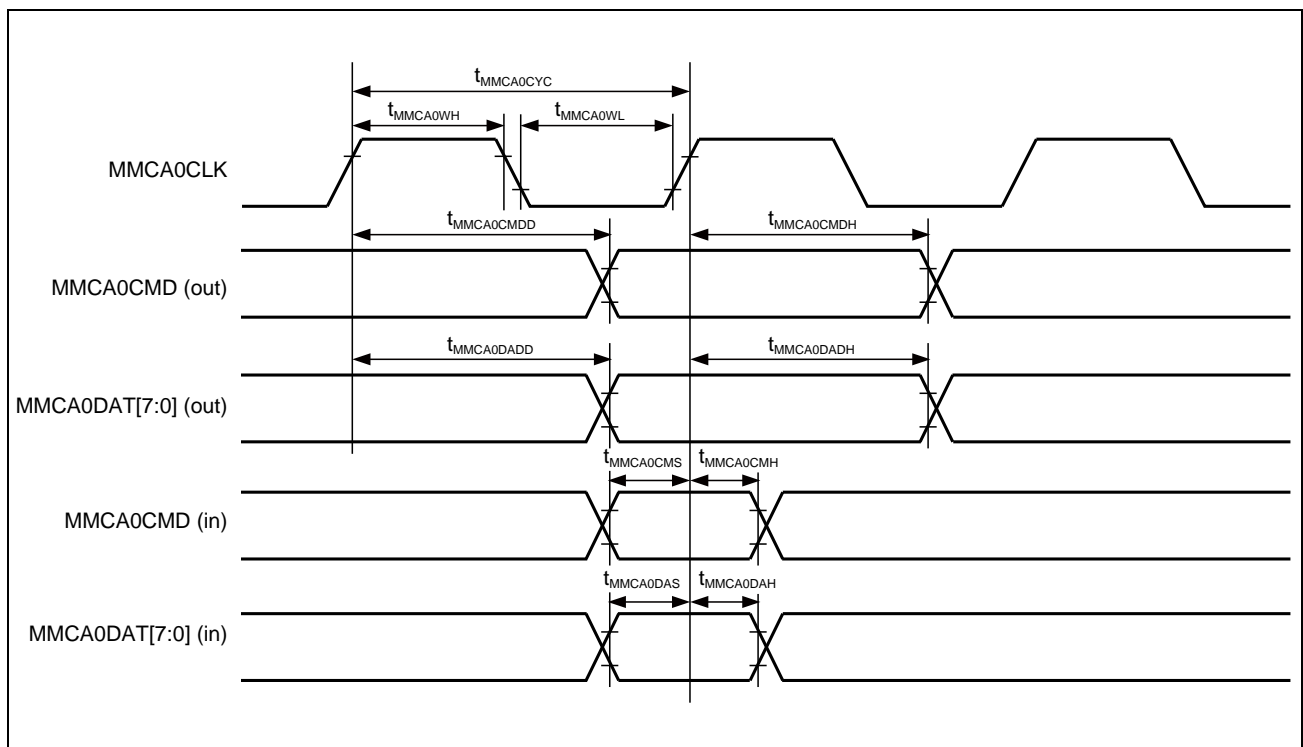 tMMCA0CYC
tMMCA0WH
tMMCA0WL
MMCA0CLK
tMMCA0CMDD
tMMCA0CMDH
MMCA0CMD (out)
tMMCA0DADD
tMMCA0DADH
MMCA0DAT[7:0] (out)
tMMCA0CMS
tMMCA0CMH
MMCA0CMD (in)
tMMCA0DAS
tMMCA0DAH
MMCA0DAT[7:0] (in)